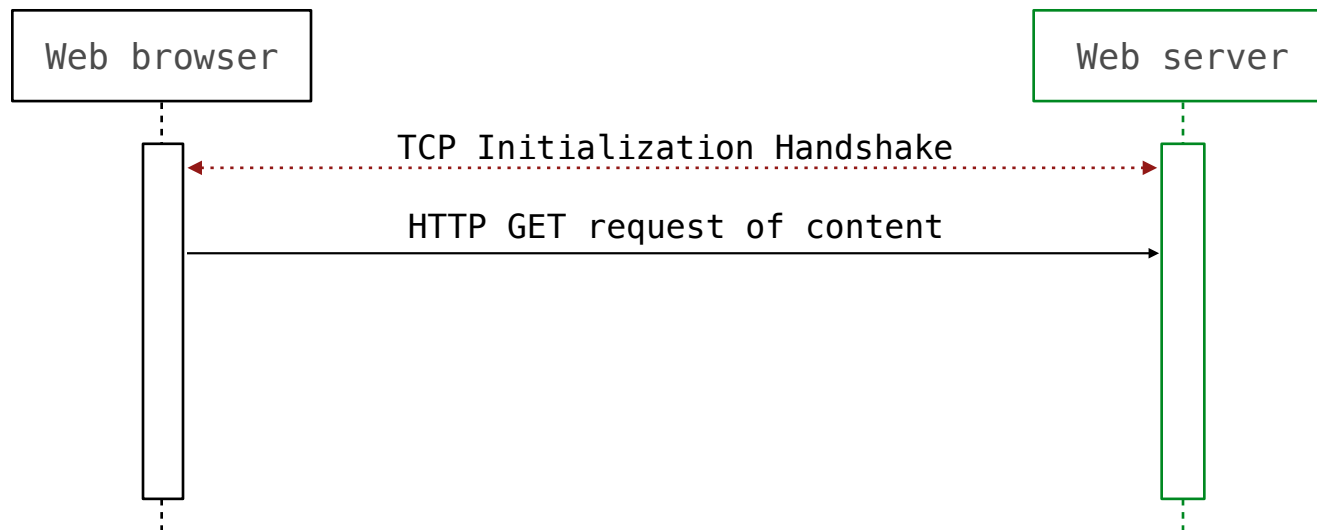 Web browser
Web server
TCP Initialization Handshake
HTTP GET request of content